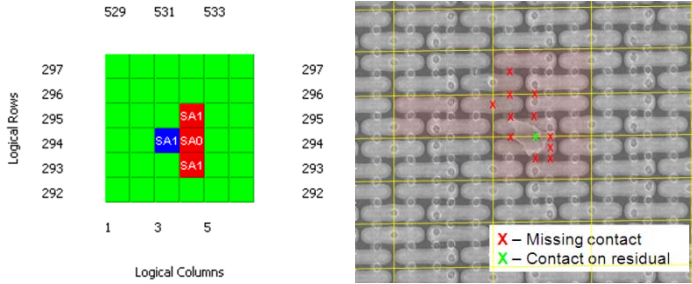 529 531 533
297 297
296 296
295 SA1 295
294 SA1 SA0 294
293 SA1 293
292 292
1 3 5
Logical Rows
Logical Columns
X – Missing contact
X – Contact on residual